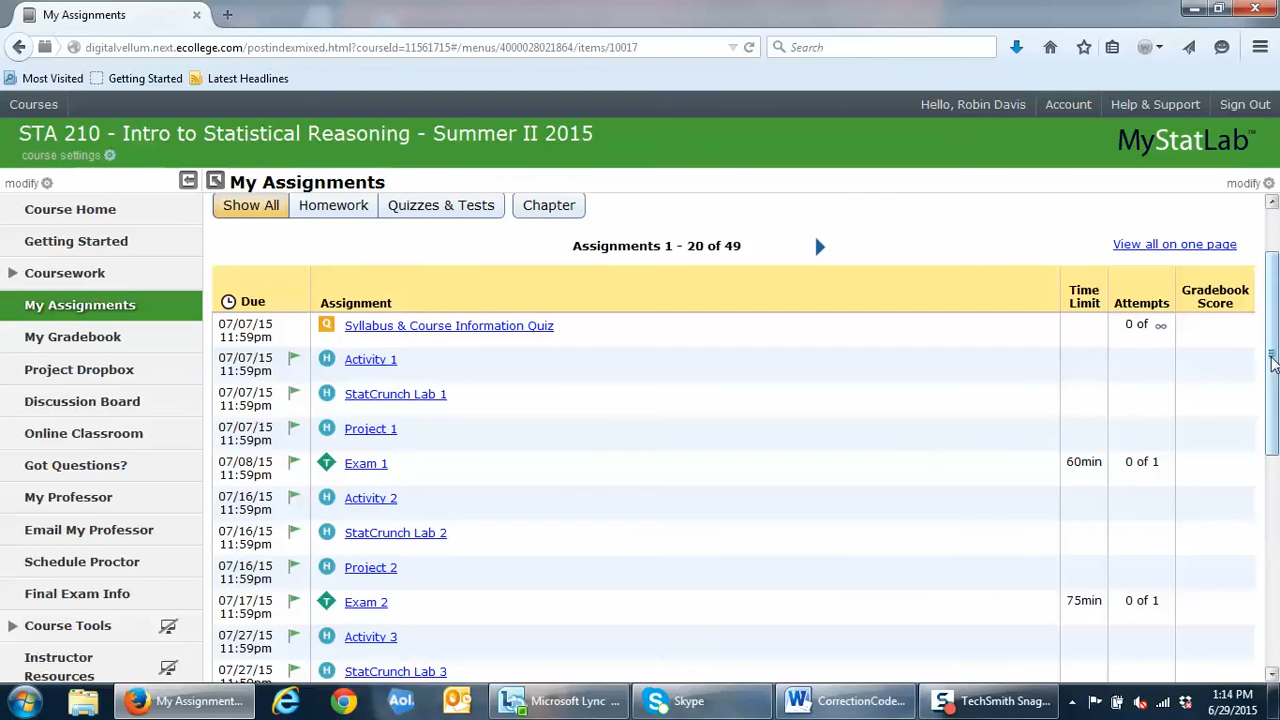 My Assignments
digitalvellum.next.ecollege.com/postindexmixed.html?courseId=11561715#/menus/4000028021864/items/10017
Search
Most Visited Getting Started Latest Headlines
Courses Hello, Robin Davis Account Help & Support Sign Out
STA 210 - Intro to Statistical Reasoning - Summer II 2015
MyStatLab™
course settings
modify My Assignments modify
Course Home
Getting Started
Coursework
My Assignments
My Gradebook
Project Dropbox
Discussion Board
Online Classroom
Got Questions?
My Professor
Email My Professor
Schedule Proctor
Final Exam Info
Course Tools
Instructor
Resources
Show All Homework Quizzes & Tests Chapter
Assignments 1 - 20 of 49 View all on one page
Due Assignment Time Limit Attempts Gradebook Score
07/07/15 Q Syllabus & Course Information Quiz 0 of ∞
11:59pm
07/07/15 H Activity 1
11:59pm
07/07/15 H StatCrunch Lab 1
11:59pm
07/07/15 H Project 1
11:59pm
07/08/15 T Exam 1 60min 0 of 1
11:59pm
07/16/15 H Activity 2
11:59pm
07/16/15 H StatCrunch Lab 2
11:59pm
07/16/15 H Project 2
11:59pm
07/17/15 T Exam 2 75min 0 of 1
11:59pm
07/27/15 H Activity 3
11:59pm
07/27/15 H StatCrunch Lab 3
11:59pm
My Assignment... Aol. Microsoft Lync ... Skype CorrectionCode... TechSmith Snag... 1:14 PM
6/29/2015